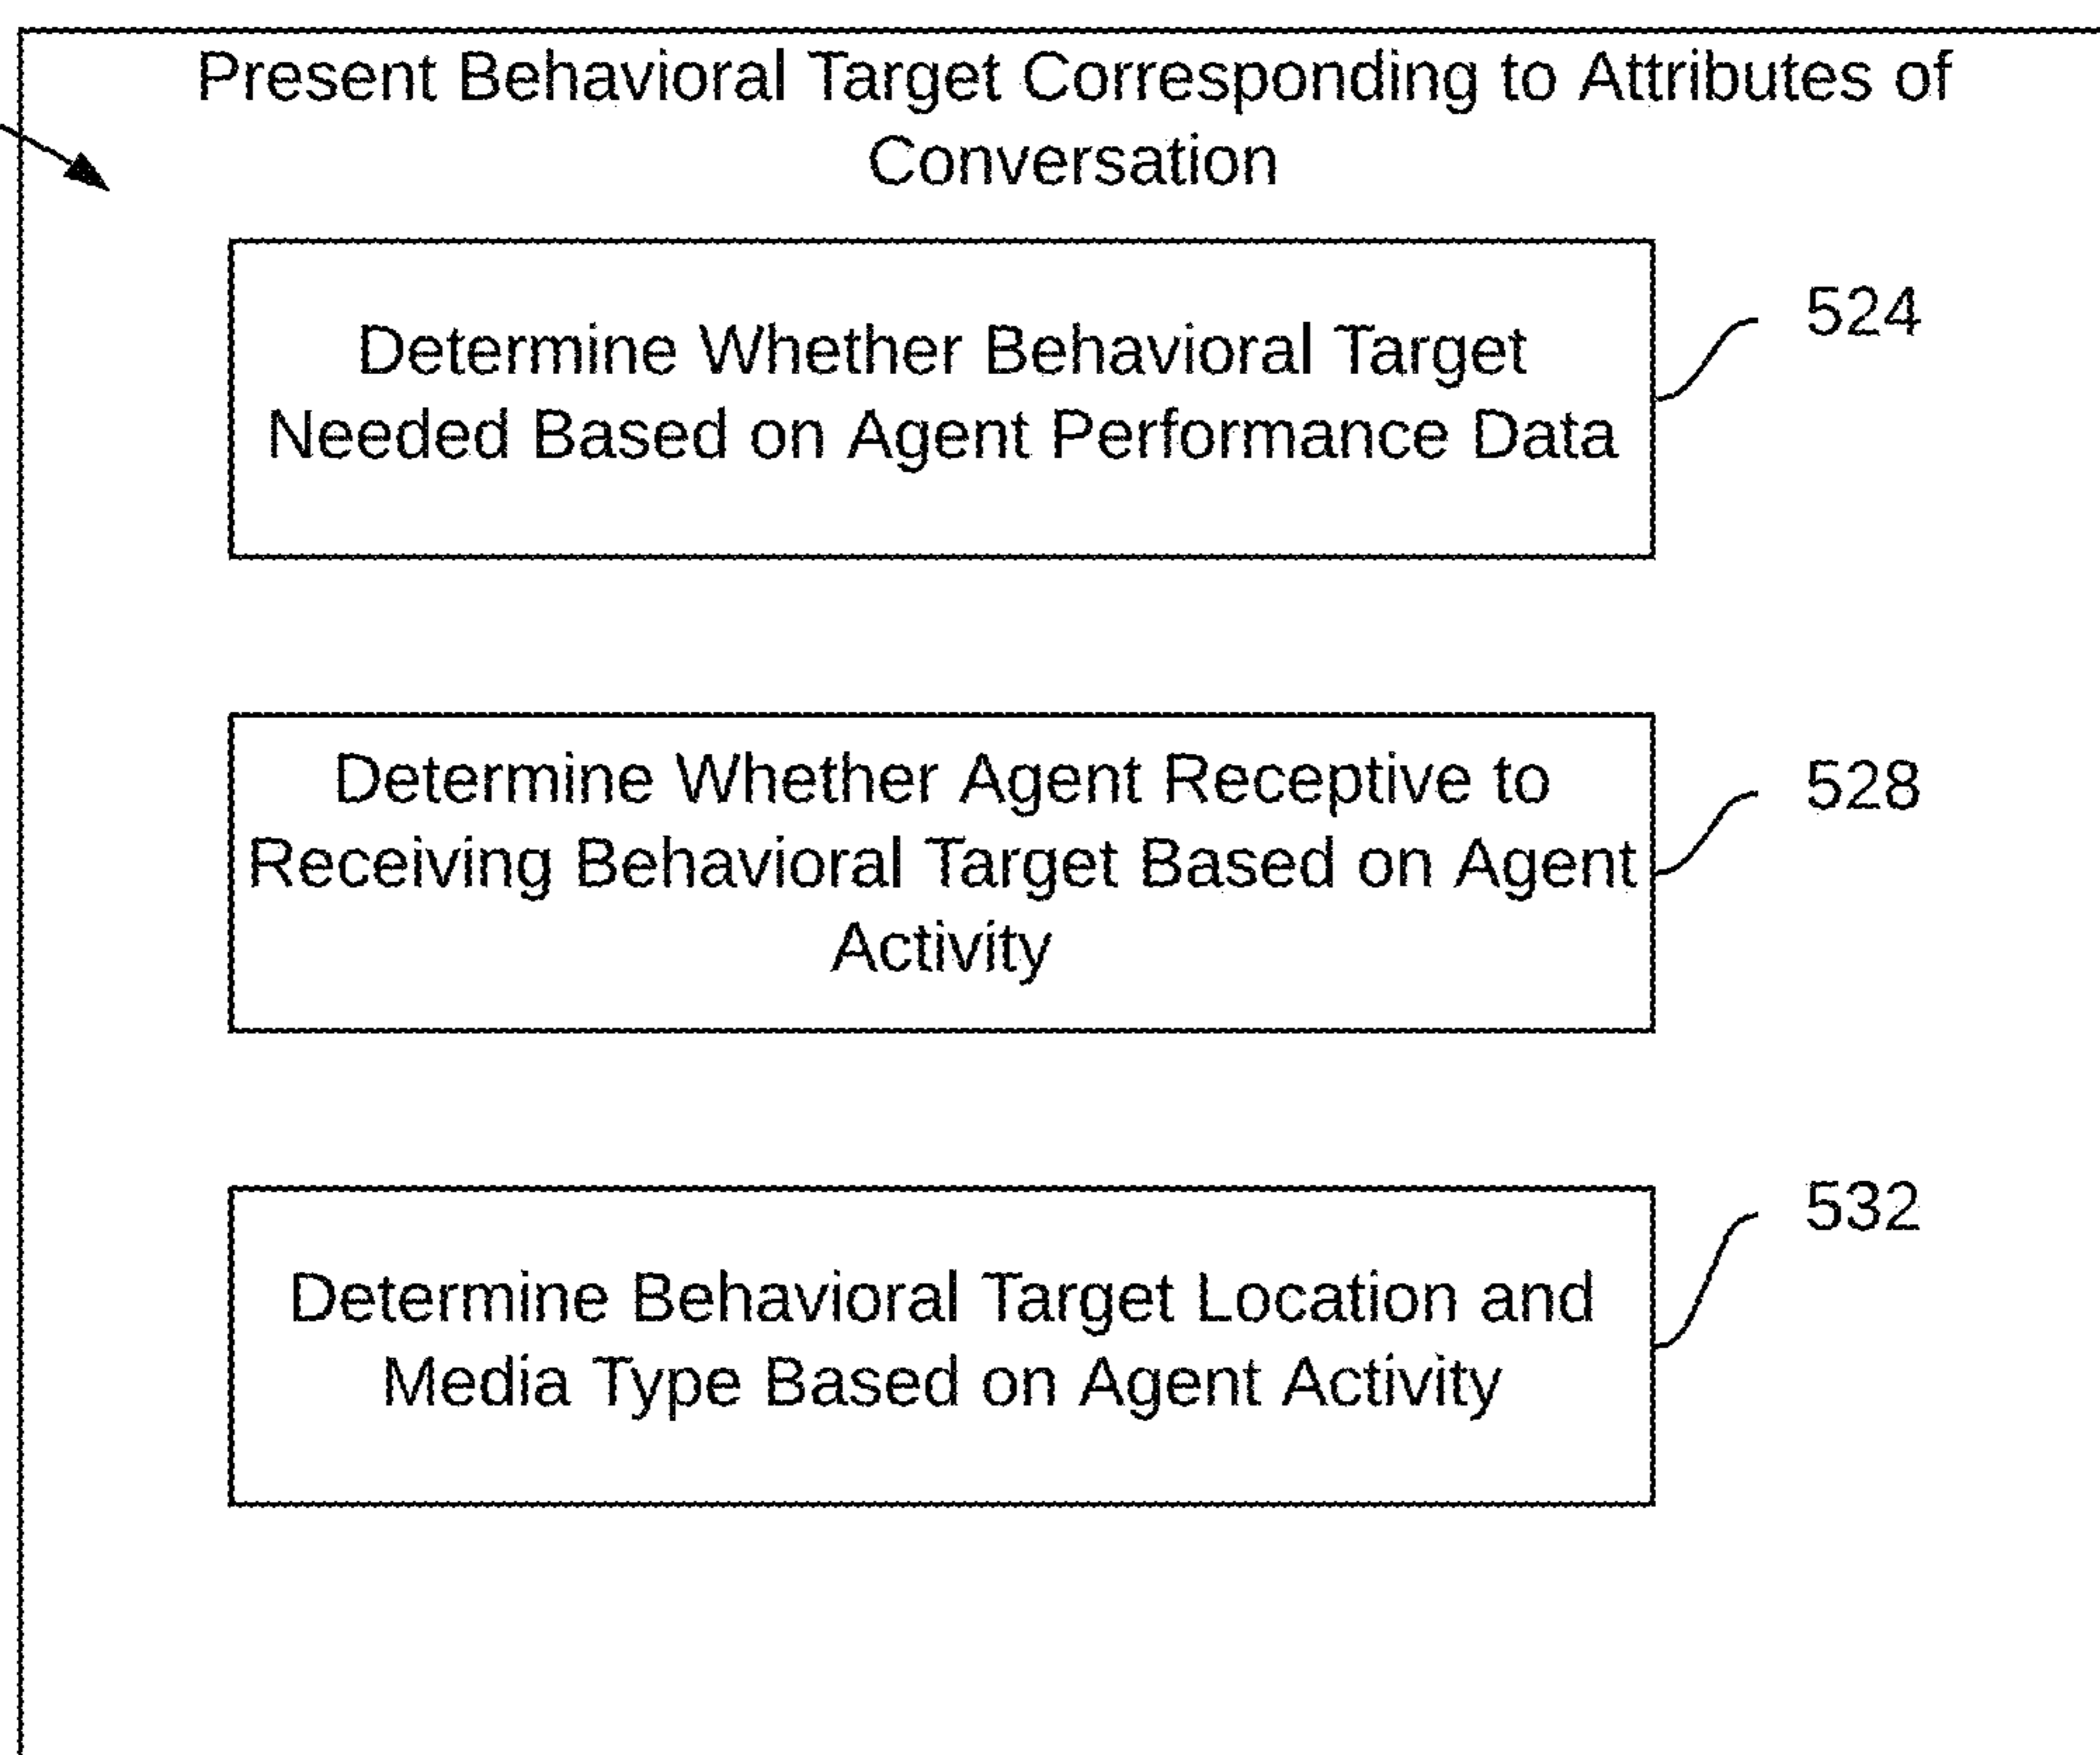 Present Behavioral Target Corresponding to Attributes of
Conversation
Determine Whether Behavioral Target
Needed Based on Agent Performance Data
524
Determine Whether Agent Receptive to
Receiving Behavioral Target Based on Agent
Activity
528
Determine Behavioral Target Location and
Media Type Based on Agent Activity
532